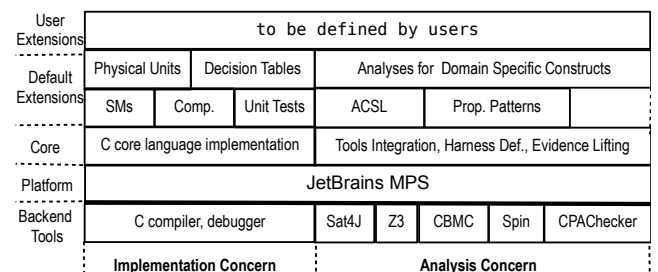 User
Extensions
to be defined by users
Default
Extensions
Physical Units
Decision Tables
Analyses for Domain Specific Constructs
SMs
Comp.
Unit Tests
ACSL
Prop. Patterns
Core
C core language implementation
Tools Integration, Harness Def., Evidence Lifting
Platform
JetBrains MPS
Backend
Tools
C compiler, debugger
Sat4J
Z3
CBMC
Spin
CPAChecker
Implementation Concern
Analysis Concern